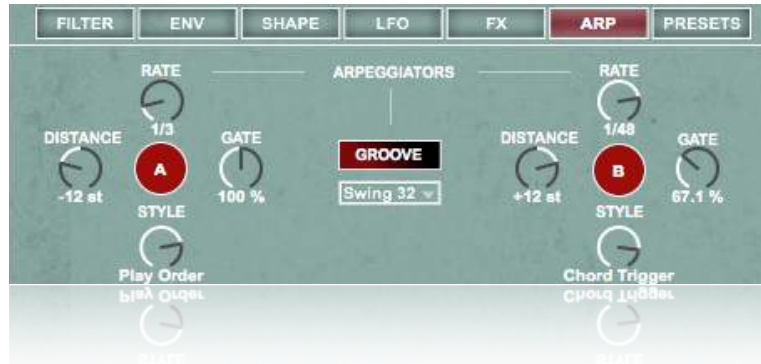 FILTER ENV SHAPE LFO FX ARP PRESETS
RATE ARPEGGIATORS RATE
1/3 1/48
DISTANCE GATE DISTANCE GATE
A GROOVE B
-12 st 100 % Swing 32 +12 st 67.1 %
STYLE STYLE
Play Order Chord Trigger